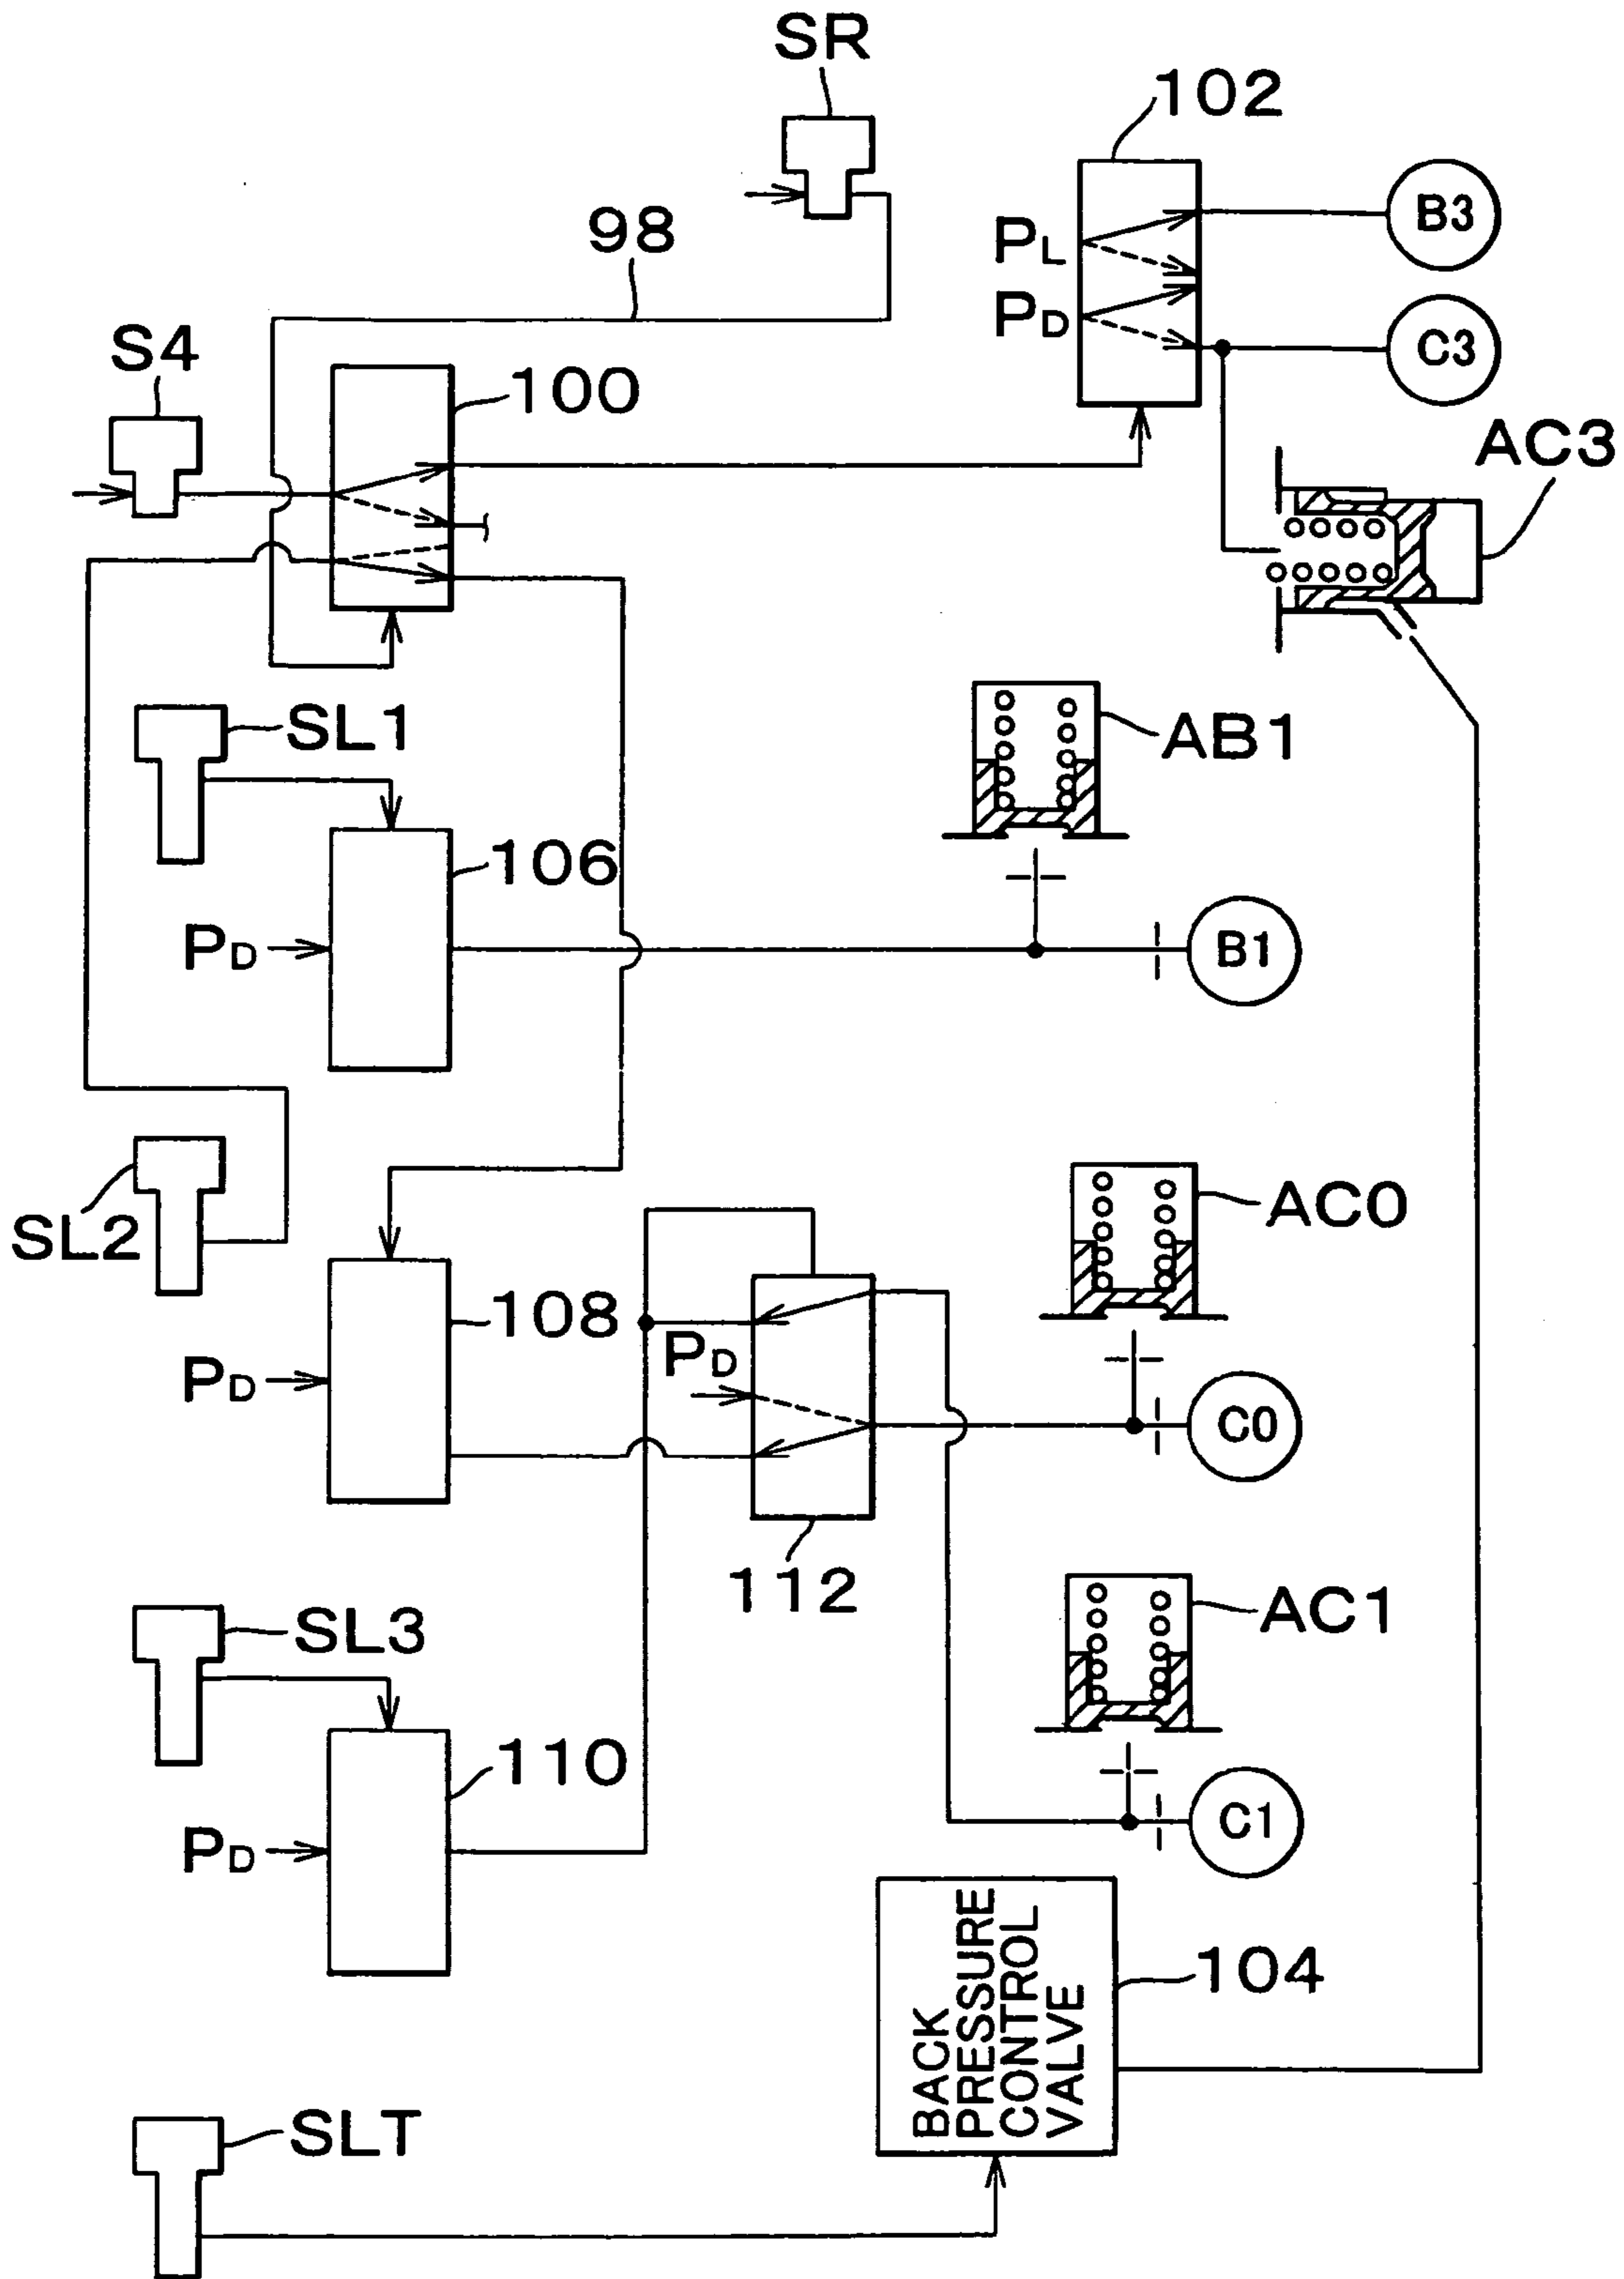 SR
102
98
B3
PL
PD
C3
S4
100
AC3
SL1
AB1
106
PD
B1
SL2
AC0
108
PD
PD
C0
112
SL3
AC1
110
PD
C1
BACK
PRESSURE
CONTROL
VALVE
104
SLT